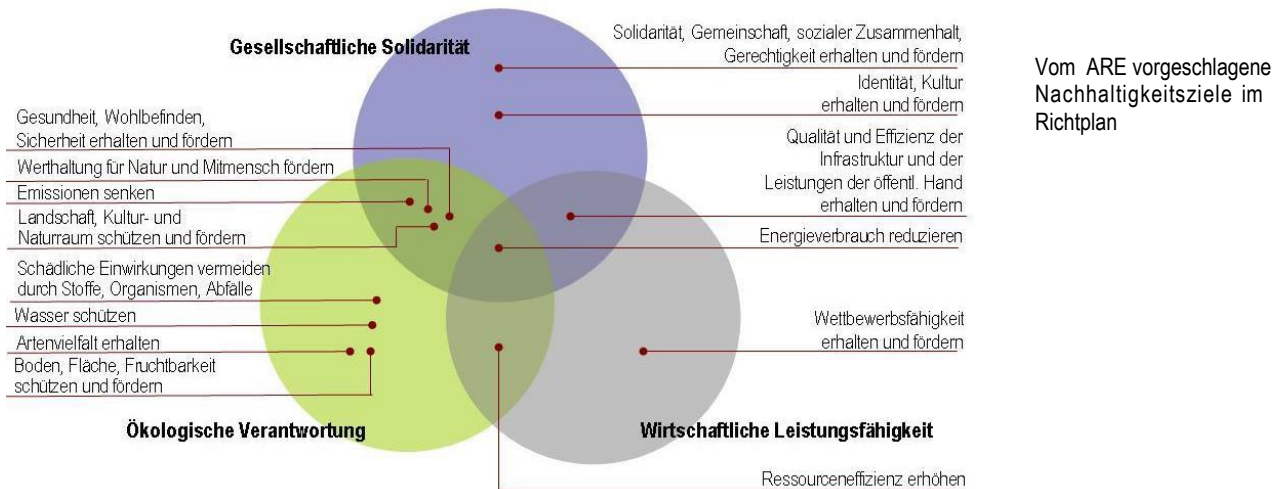 Gesellschaftliche Solidarität
Solidarität, Gemeinschaft, sozialer Zusammenhalt,
Gerechtigkeit erhalten und fördern
Identität, Kultur
erhalten und fördern
Qualität und Effizienz der
Infrastruktur und der
Leistungen der öffentl. Hand
erhalten und fördern
Energieverbrauch reduzieren
Wettbewerbsfähigkeit
erhalten und fördern
Gesundheit, Wohlbefinden,
Sicherheit erhalten und fördern
Werthaltung für Natur und Mitmensch fördern
Emissionen senken
Landschaft, Kultur- und
Naturraum schützen und fördern
Schädliche Einwirkungen vermeiden
durch Stoffe, Organismen, Abfälle
Wasser schützen
Artenvielfalt erhalten
Boden, Fläche, Fruchtbarkeit
schützen und fördern
Ökologische Verantwortung
Wirtschaftliche Leistungsfähigkeit
Ressourceneffizienz erhöhen
Vom ARE vorgeschlagene
Nachhaltigkeitsziele im
Richtplan